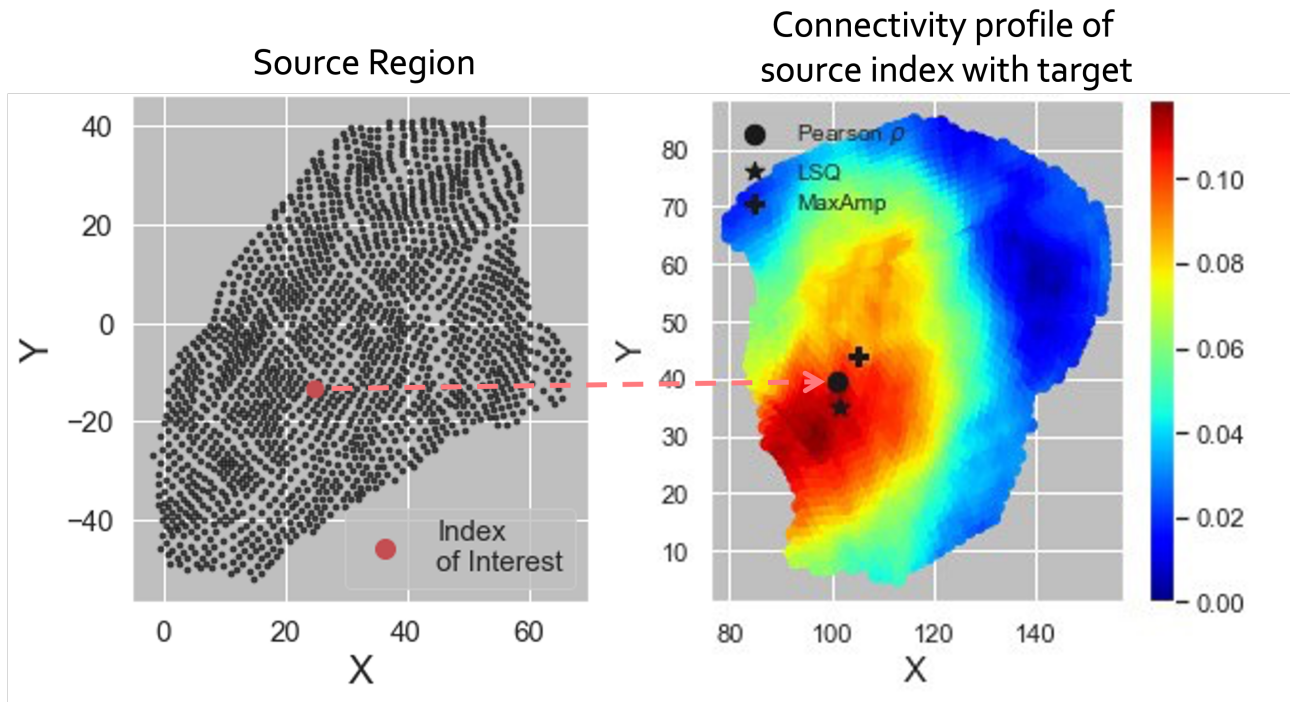 Source Region
Connectivity profile of
source index with target
40
20
0
−20
−40
Y
0
20
40
60
X
Index
of Interest
Pearson ρ
LSQ
MaxAmp
80
70
60
50
40
30
20
10
Y
80
100
120
140
X
0.10
0.08
0.06
0.04
0.02
0.00